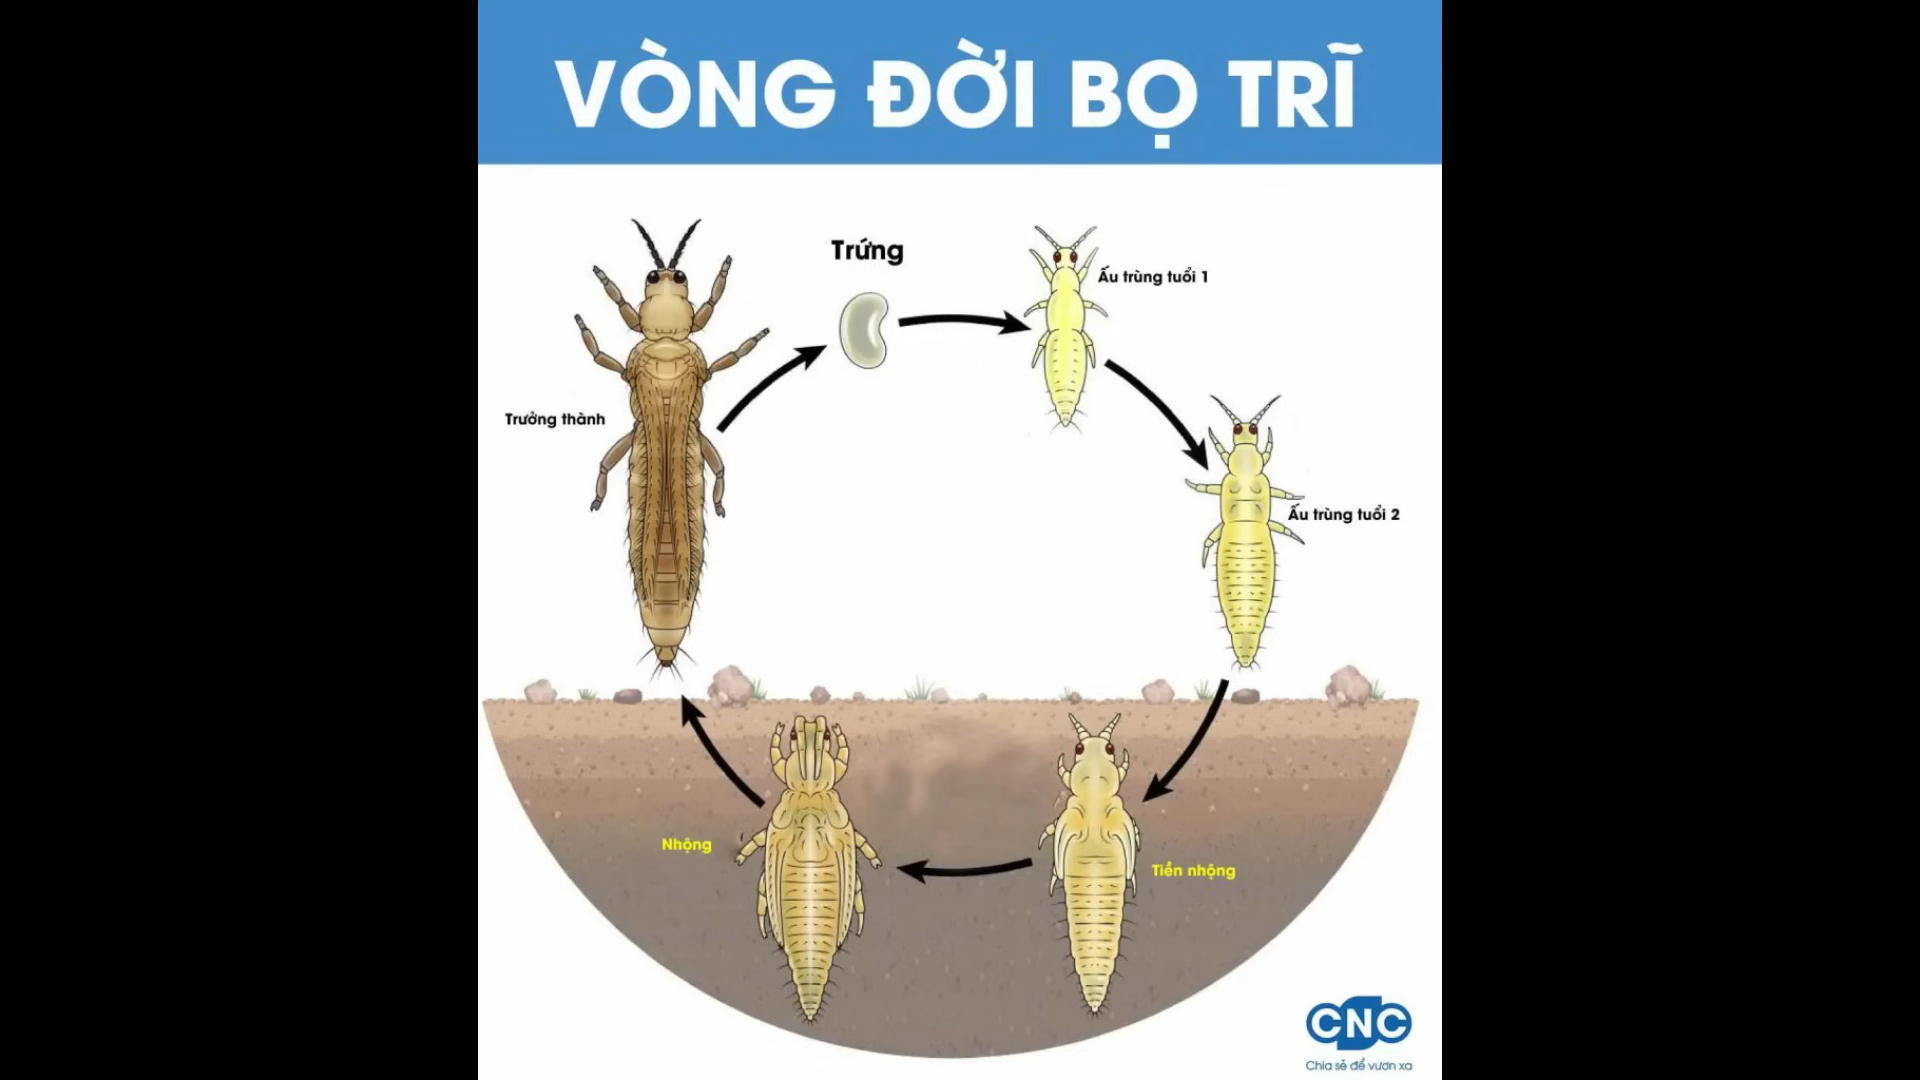 VÒNG ĐỜI BỌ TRĨ
Trứng
Ấu trùng tuổi 1
Trưởng thành
Ấu trùng tuổi 2
Nhộng
Tiền nhộng
CNC
Chia sẻ để vươn xa